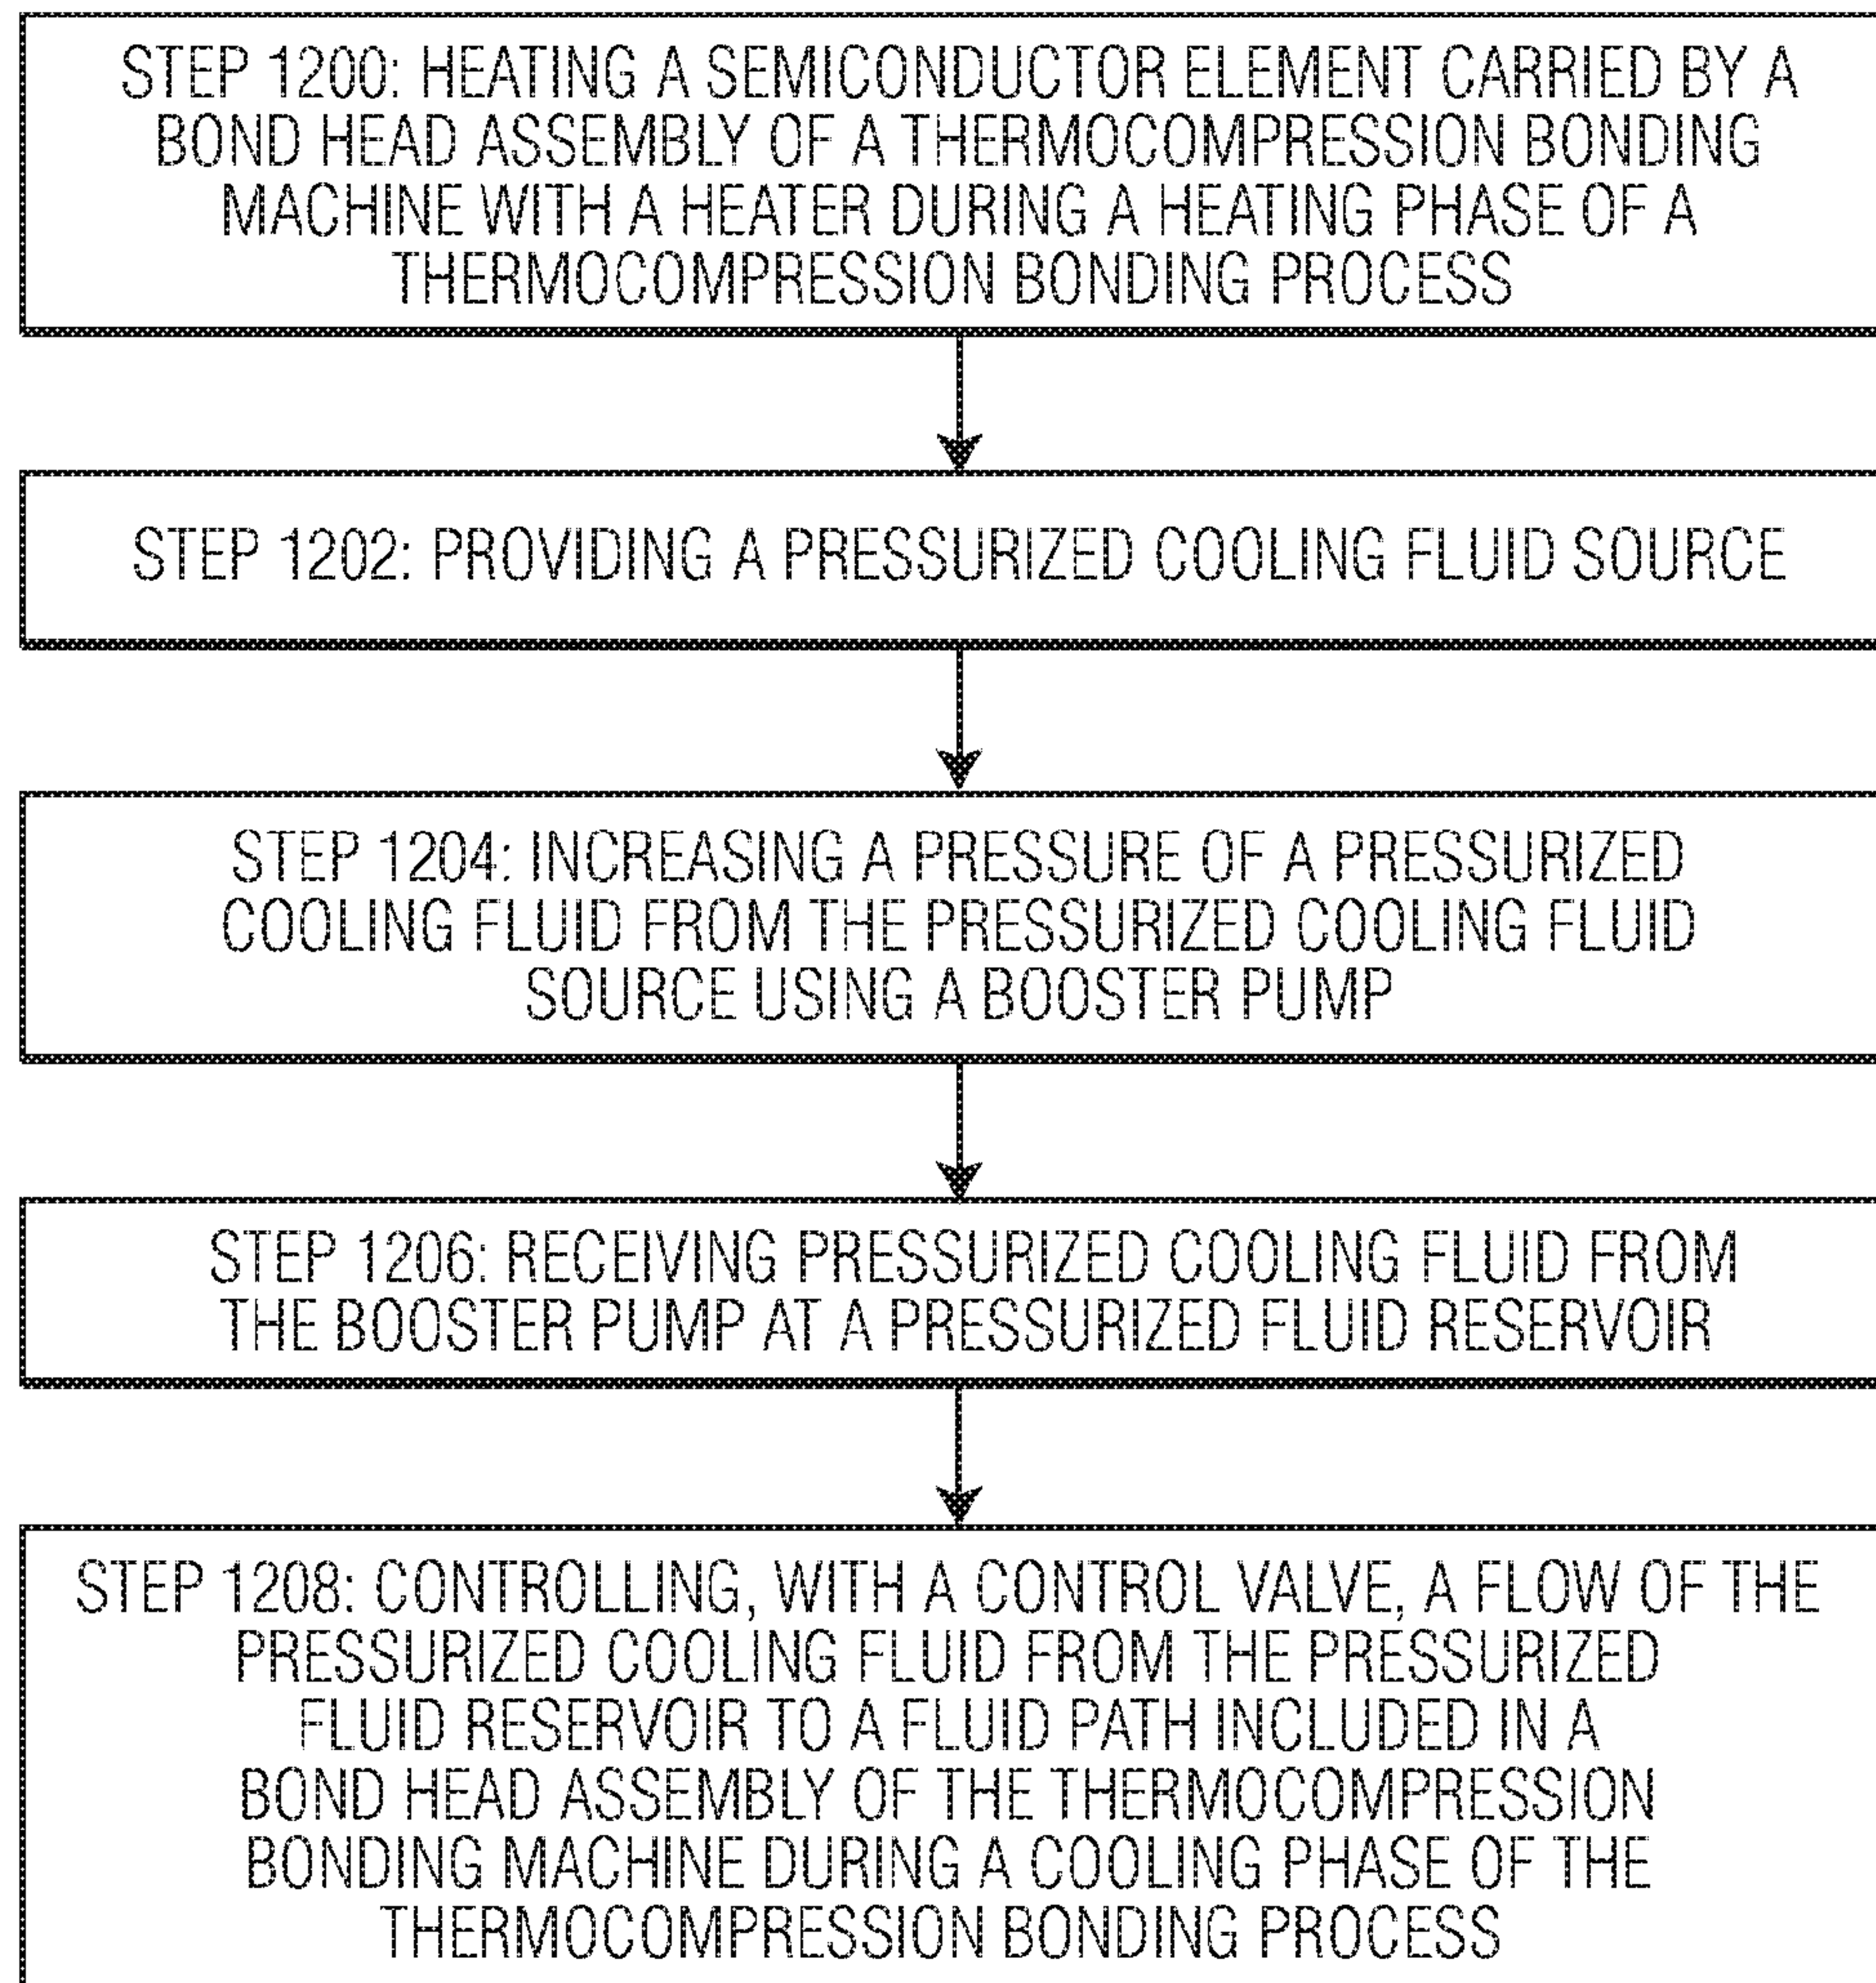 STEP 1200: HEATING A SEMICONDUCTOR ELEMENT CARRIED BY A
BOND HEAD ASSEMBLY OF A THERMOCOMPRESSION BONDING
MACHINE WITH A HEATER DURING A HEATING PHASE OF A
THERMOCOMPRESSION BONDING PROCESS
STEP 1202: PROVIDING A PRESSURIZED COOLING FLUID SOURCE
STEP 1204: INCREASING A PRESSURE OF A PRESSURIZED
COOLING FLUID FROM THE PRESSURIZED COOLING FLUID
SOURCE USING A BOOSTER PUMP
STEP 1206: RECEIVING PRESSURIZED COOLING FLUID FROM
THE BOOSTER PUMP AT A PRESSURIZED FLUID RESERVOIR
STEP 1208: CONTROLLING, WITH A CONTROL VALVE, A FLOW OF THE
PRESSURIZED COOLING FLUID FROM THE PRESSURIZED
FLUID RESERVOIR TO A FLUID PATH INCLUDED IN A
BOND HEAD ASSEMBLY OF THE THERMOCOMPRESSION
BONDING MACHINE DURING A COOLING PHASE OF THE
THERMOCOMPRESSION BONDING PROCESS